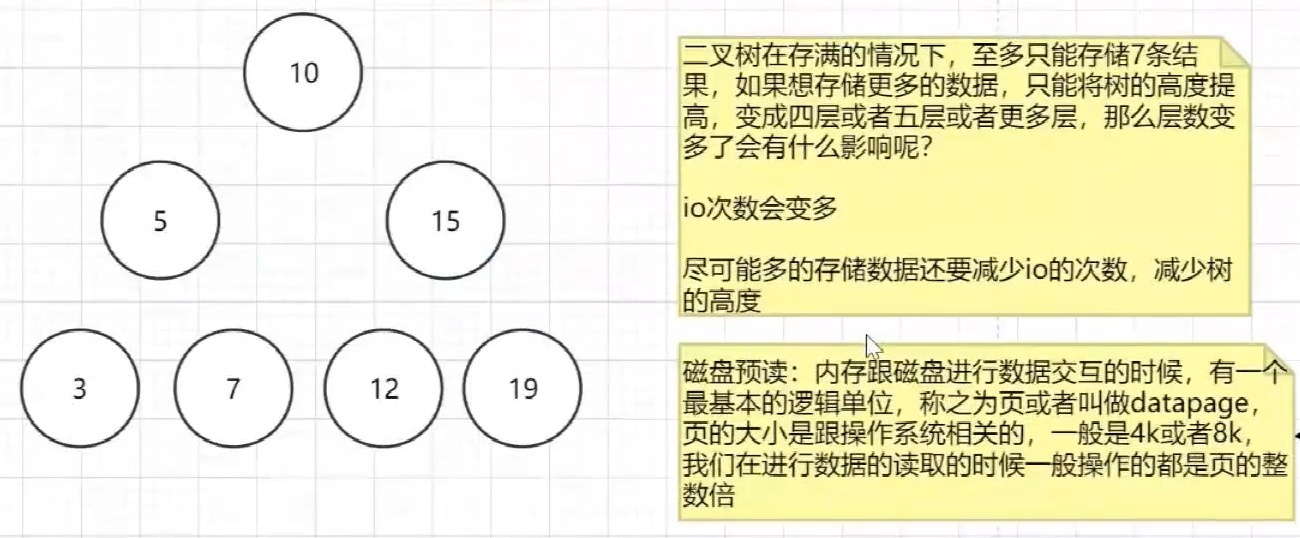 10
5
15
3
7
12
19
二叉树在存满的情况下，至多只能存储7条结
果，如果想存储更多的数据，只能将树的高度提
高，变成四层或者五层或者更多层，那么层数变
多了会有什么影响呢？
io次数会变多
尽可能多的存储数据还要减少io的次数，减少树
的高度
磁盘预读：内存跟磁盘进行数据交互的时候，有一个
最基本的逻辑单位，称之为页或者叫做datapage，
页的大小是跟操作系统相关的，一般是4k或者8k，
我们在进行数据的读取的时候一般操作的都是页的整
数倍